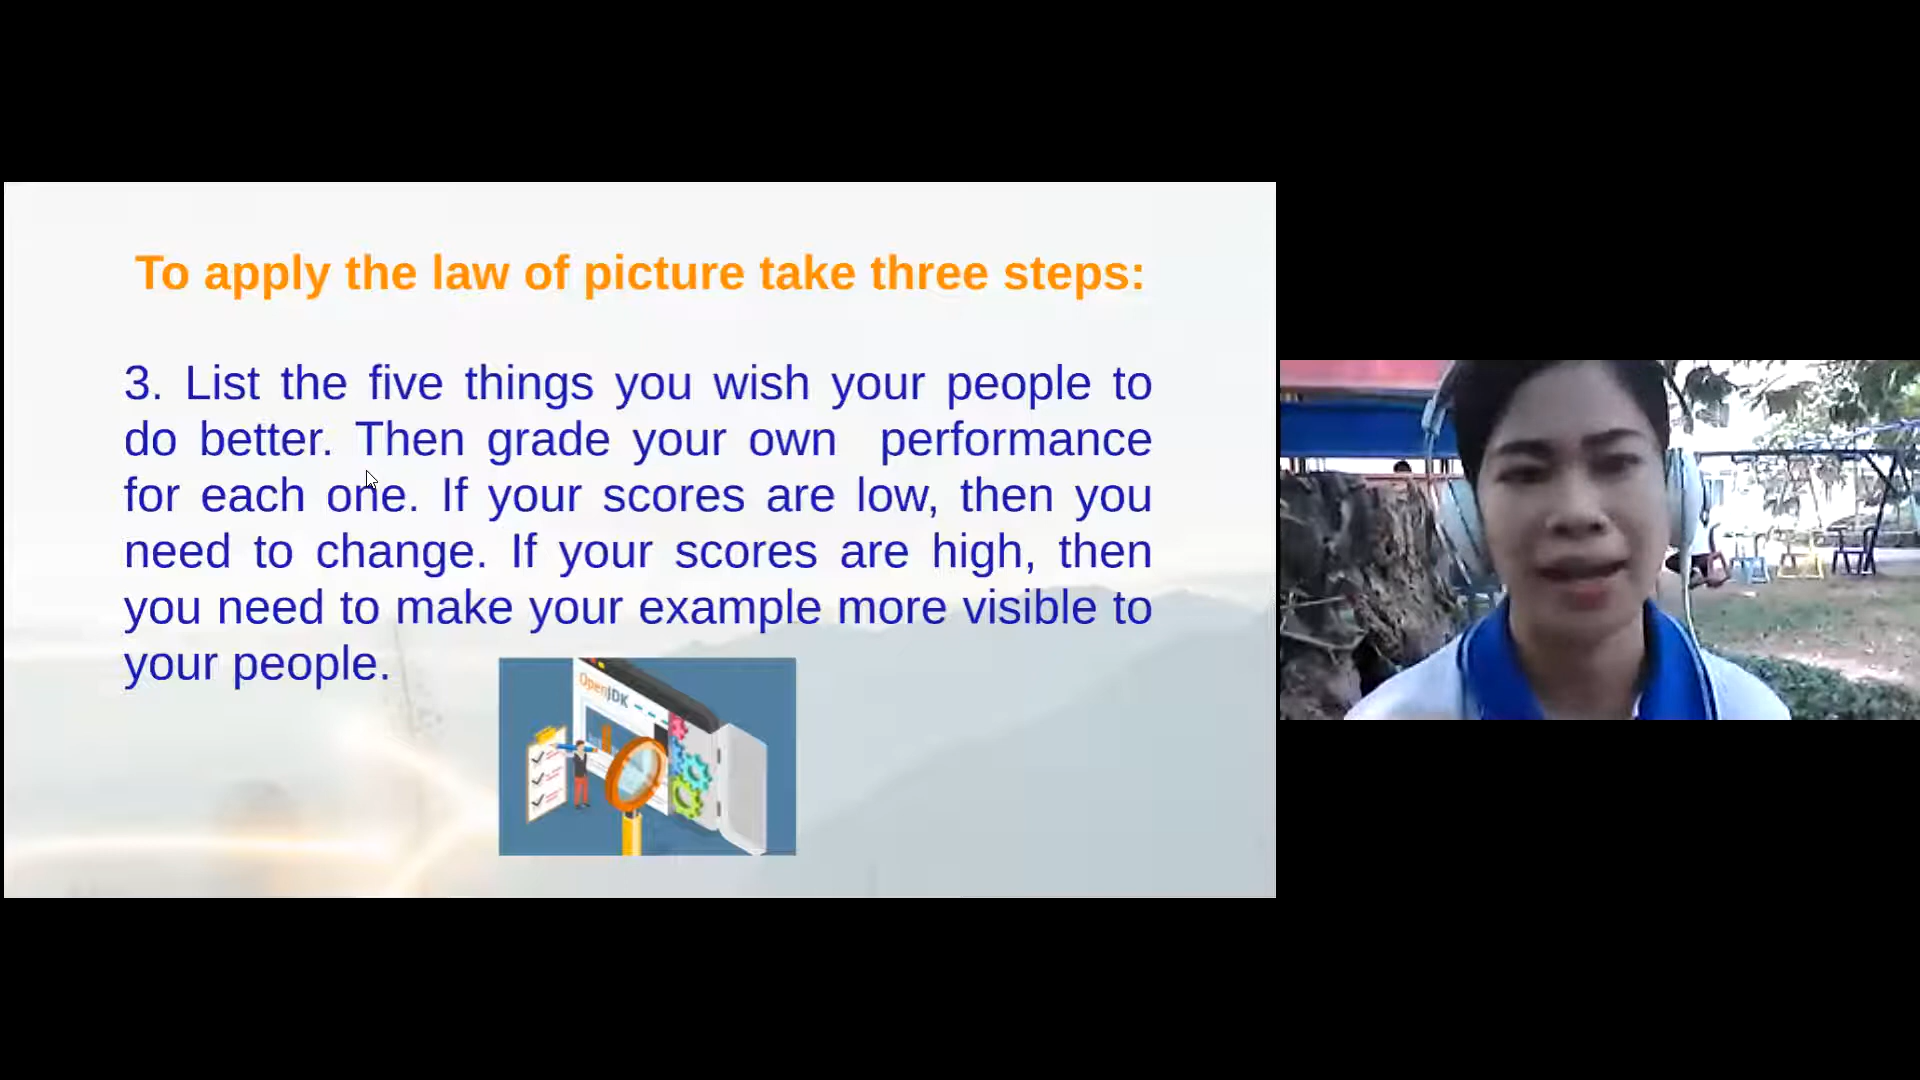 To apply the law of picture take three steps:
3. List the five things you wish your people to
do better. Then grade your own performance
for each one. If your scores are low, then you
need to change. If your scores are high, then
you need to make your example more visible to
your people.
OpenJDK